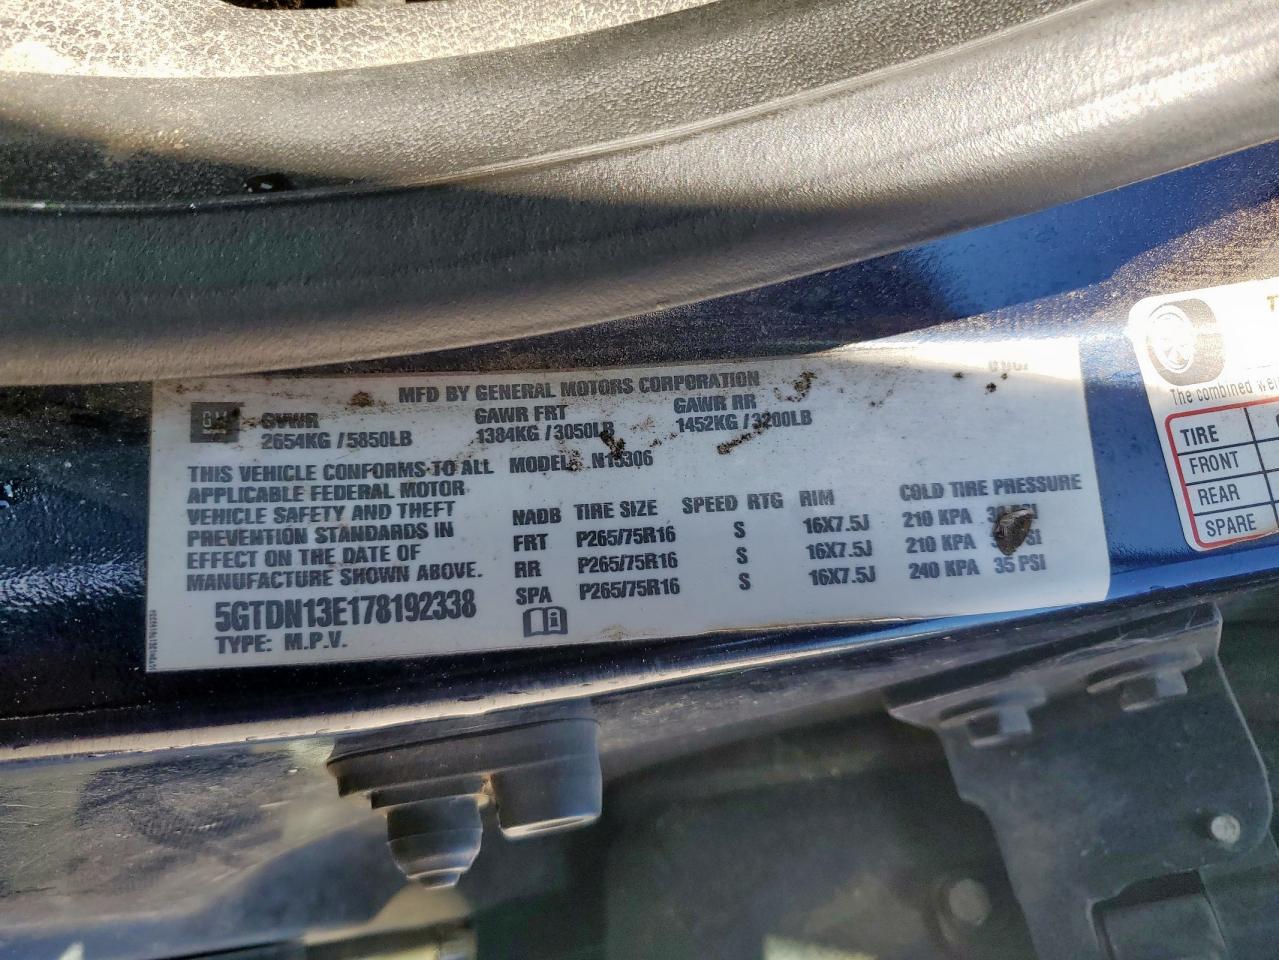 MFD BY GENERAL MOTORS CORPORATION
GM GVWR GAWR FRT GAWR RR
2654KG / 5850LB 1384KG / 3050LB 1452KG / 3200LB
THIS VEHICLE CONFORMS TO ALL MODEL: N15306
APPLICABLE FEDERAL MOTOR
VEHICLE SAFETY AND THEFT
PREVENTION STANDARDS IN
EFFECT ON THE DATE OF
MANUFACTURE SHOWN ABOVE.
NADB TIRE SIZE SPEED RTG RIM COLD TIRE PRESSURE
FRT P265/75R16 S 16X7.5J 210 KPA
RR P265/75R16 S 16X7.5J 210 KPA
SPA P265/75R16 S 16X7.5J 240 KPA 35 PSI
5GTDN13E178192338
TYPE: M.P.V.
The combined
TIRE
FRONT
REAR
SPARE